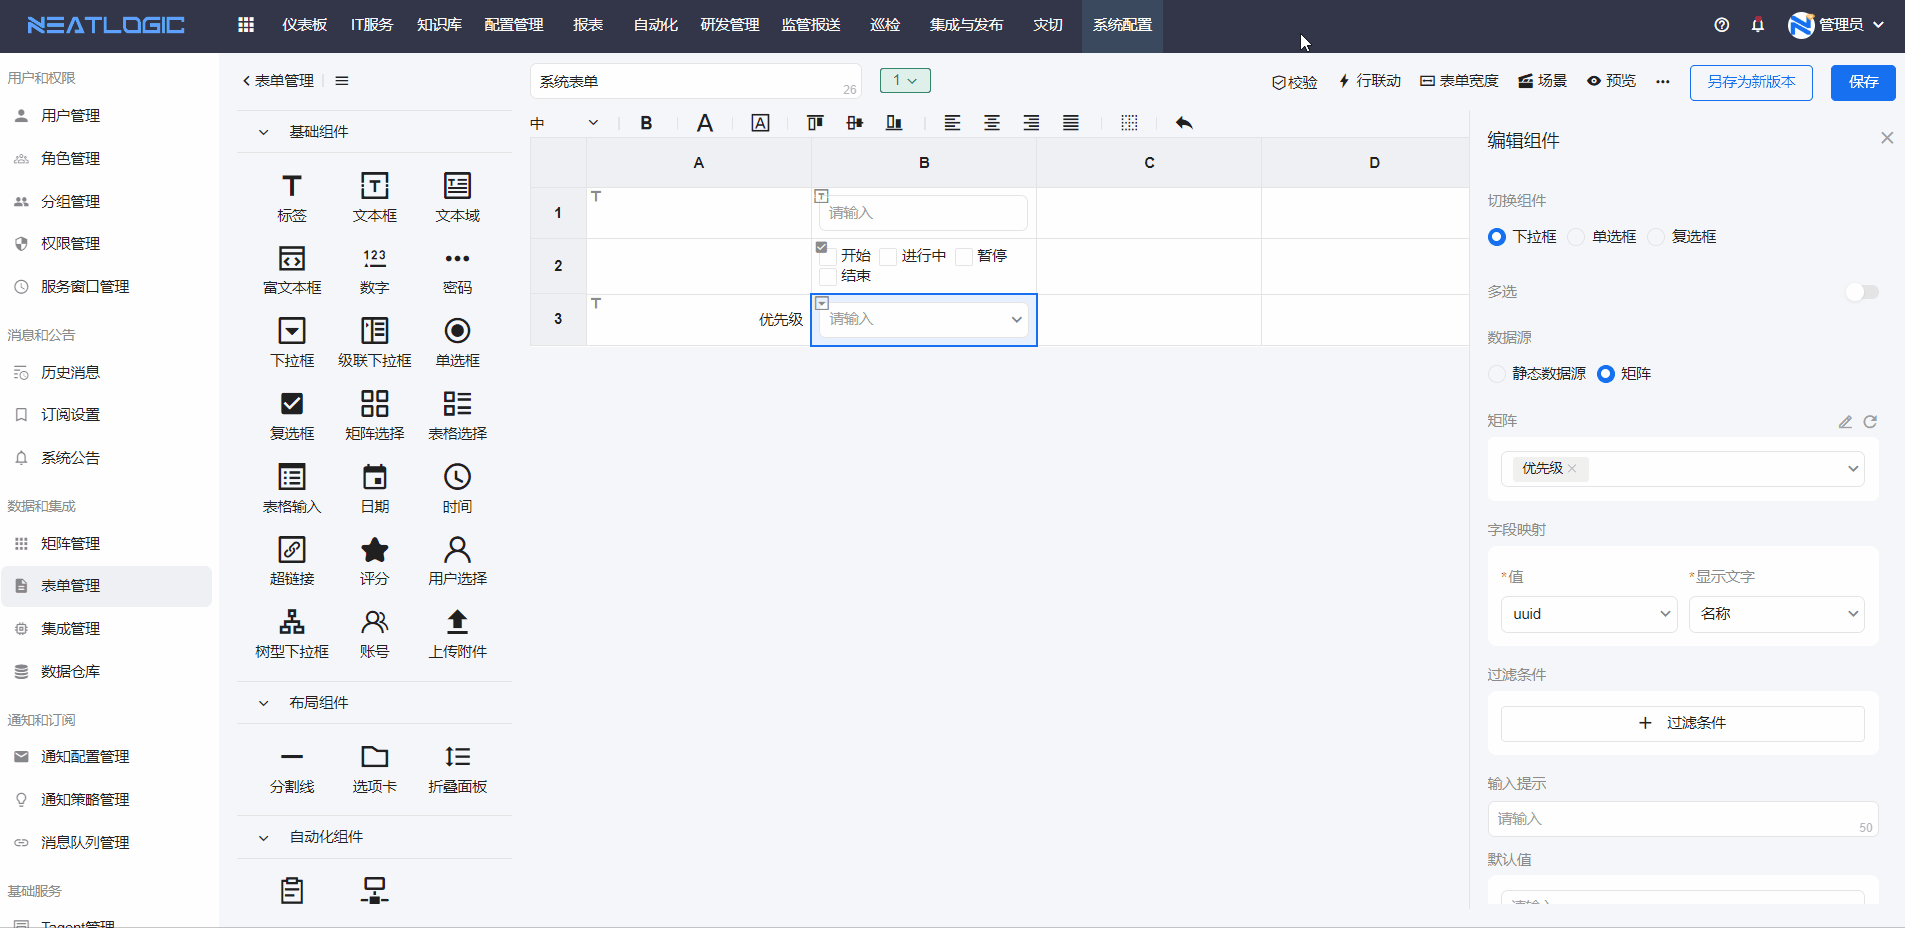 NEATLOGIC
仪表板 IT服务 知识库 配置管理 报表 自动化 研发管理 监管报送 巡检 集成与发布 灾切 系统配置
管理员
用户和权限
用户管理
角色管理
分组管理
权限管理
服务窗口管理
消息和公告
历史消息
订阅设置
系统公告
数据和集成
矩阵管理
表单管理
集成管理
数据仓库
通知和订阅
通知配置管理
通知策略管理
消息队列管理
基础服务
Tagent管理
表单管理
基础组件
标签 文本框 文本域
富文本框 数字 密码
下拉框 级联下拉框 单选框
复选框 矩阵选择 表格选择
表格输入 日期 时间
超链接 评分 用户选择
树型下拉框 账号 上传附件
布局组件
分割线 选项卡 折叠面板
自动化组件
系统表单 26
1
校验 行联动 表单宽度 场景 预览 另存为新版本 保存
中 B A A
A B C D
1 请输入
2 开始 进行中 暂停
结束
3 优先级 请输入
编辑组件
切换组件
下拉框 单选框 复选框
多选
数据源
静态数据源 矩阵
矩阵
优先级
字段映射
*值 *显示文字
uuid 名称
过滤条件
过滤条件
输入提示
请输入 50
默认值
请输入